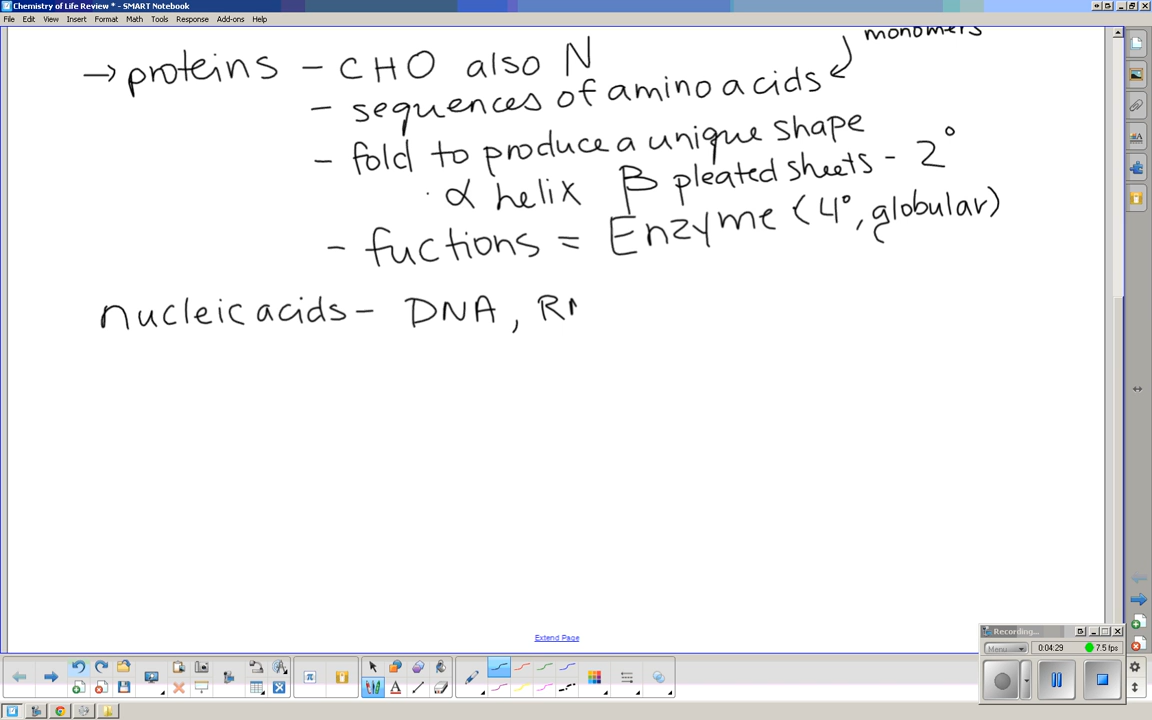 Chemistry of Life Review * - SMART Notebook
File Edit View Insert Format Math Tools Response Add-ons Help
monomers
→ proteins - CHO also N
- sequences of amino acids
- fold to produce a unique shape
· α helix β pleated sheets - 2°
- fuctions = Enzyme (4°, globular)
nucleic acids - DNA, RN
Extend Page
Recording...
Menu 0:04:29 7.5 fps